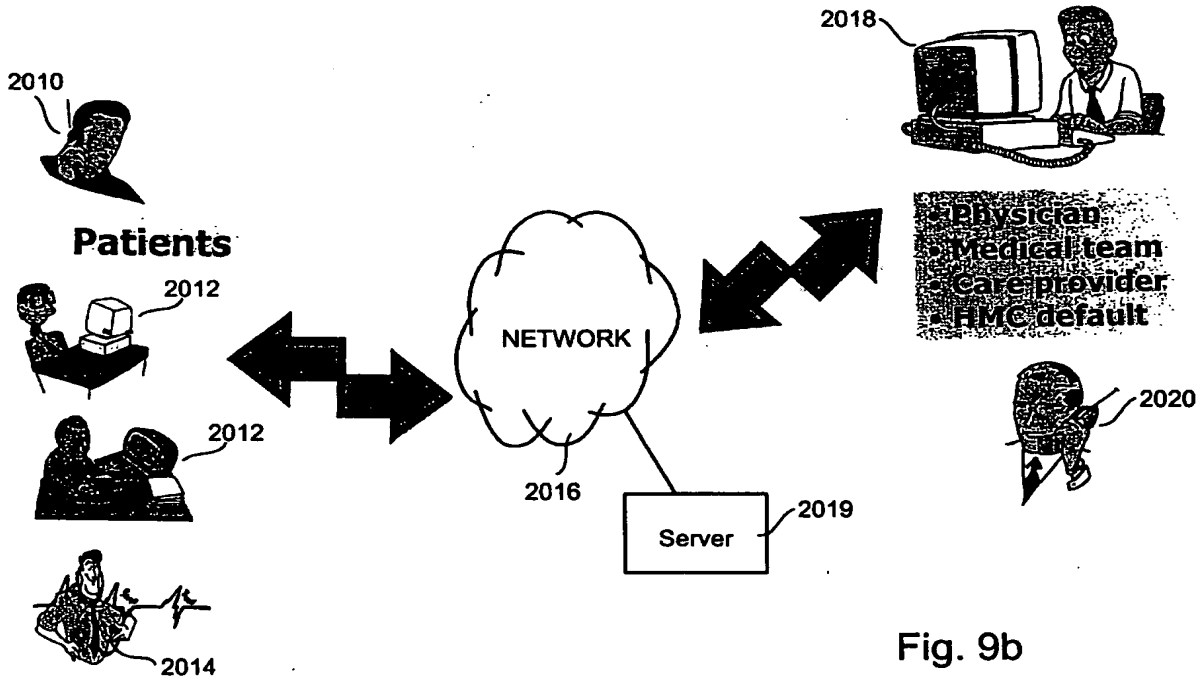 2010
Patients
2012
2012
2014
NETWORK
2016
Server
2019
2018
• Physician
• Medical team
• Care provider
• HMC default
2020
Fig. 9b